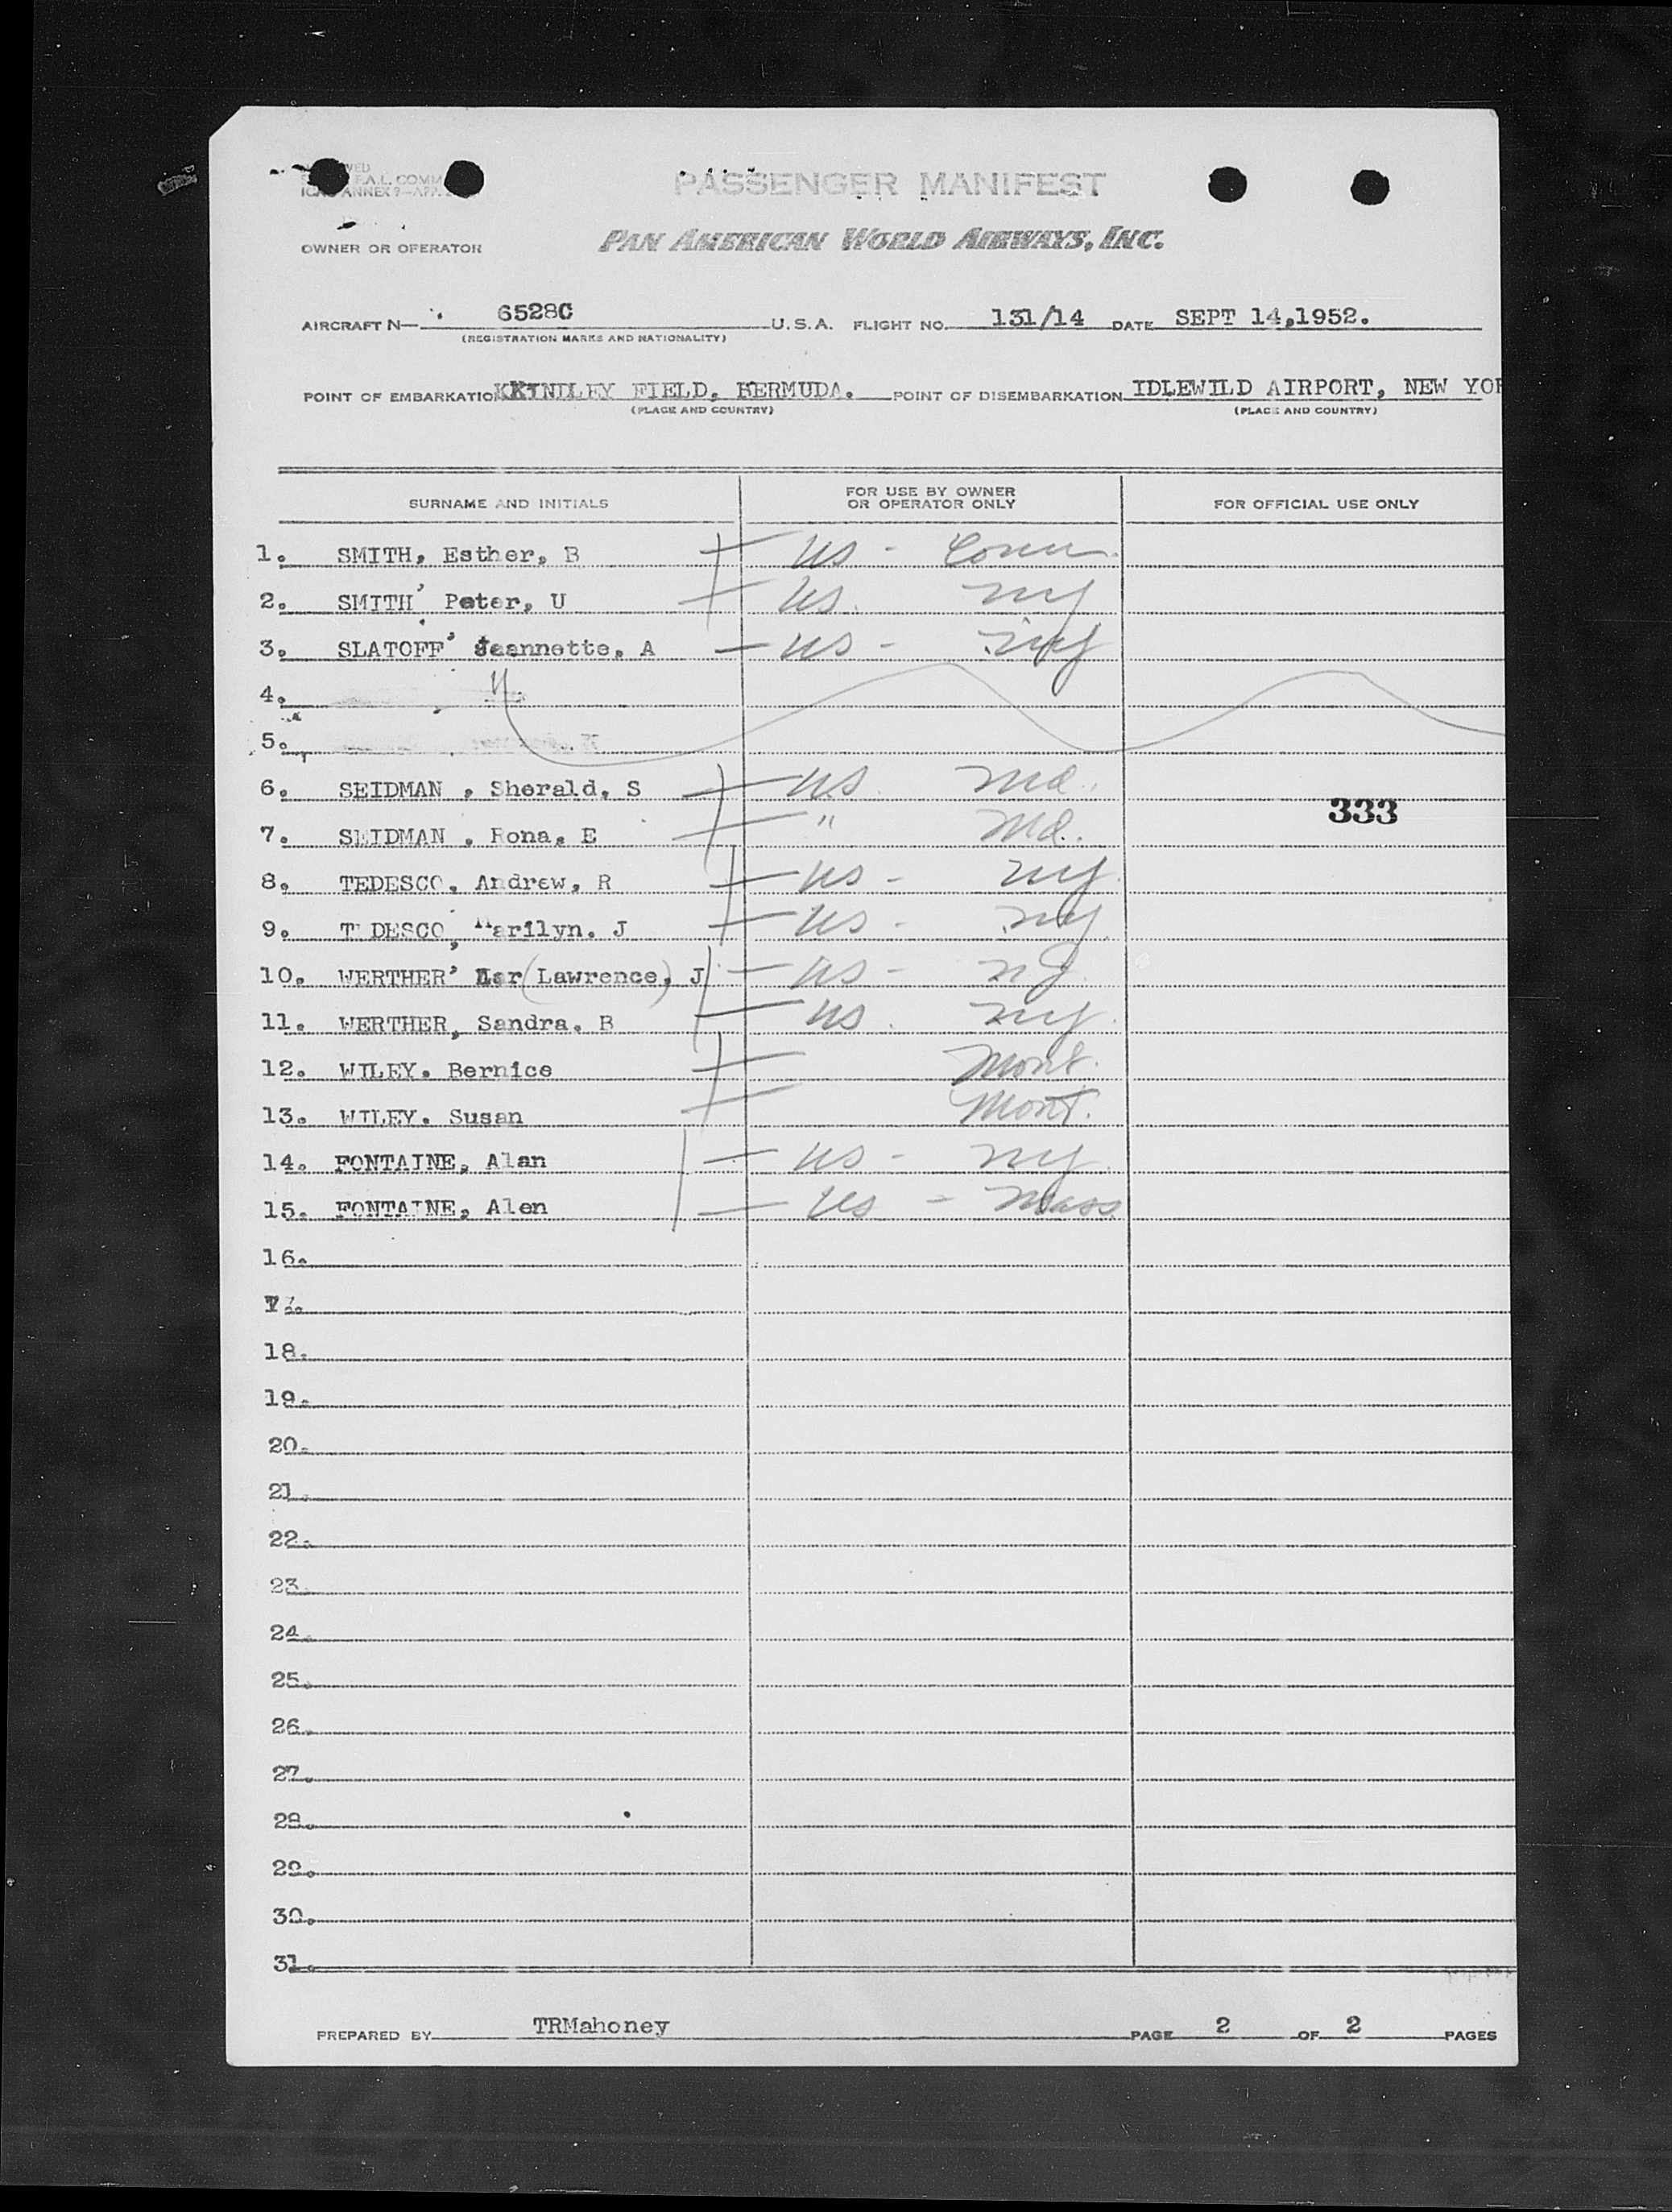 PASSENGER MANIFEST
F.A.L. COMM
ANNEX 9—APP.
OWNER OR OPERATOR PAN AMERICAN WORLD AIRWAYS, INC.
AIRCRAFT N— 6528C U.S.A. FLIGHT NO. 131/14 DATE SEPT 14,1952.
(REGISTRATION MARKS AND NATIONALITY)
POINT OF EMBARKATION KINDLEY FIELD, BERMUDA. POINT OF DISEMBARKATION IDLEWILD AIRPORT, NEW YOR
(PLACE AND COUNTRY) (PLACE AND COUNTRY)
SURNAME AND INITIALS FOR USE BY OWNER OR OPERATOR ONLY FOR OFFICIAL USE ONLY
1. SMITH, Esther, B US - Conn.
2. SMITH' Peter, U US. NY
3. SLATOFF' Jeannette, A US - NY
4.
5.
6. SEIDMAN , Sherald, S US. Md.
333
7. SEIDMAN , Rona, E " Md.
8. TEDESCO, Andrew, R US - NY.
9. TEDESCO, Marilyn. J US - NY.
10. WERTHER' (Lawrence), J US - NJ.
11. WERTHER, Sandra. B US. NY.
12. WILEY. Bernice Mont.
13. WILEY. Susan Mont.
14. FONTAINE, Alan US - NY.
15. FONTAINE, Alen US - Mass
16.
17.
18.
19.
20.
21.
22.
23.
24.
25.
26.
27.
28.
29.
30.
31.
PREPARED BY TRMahoney PAGE 2 OF 2 PAGES